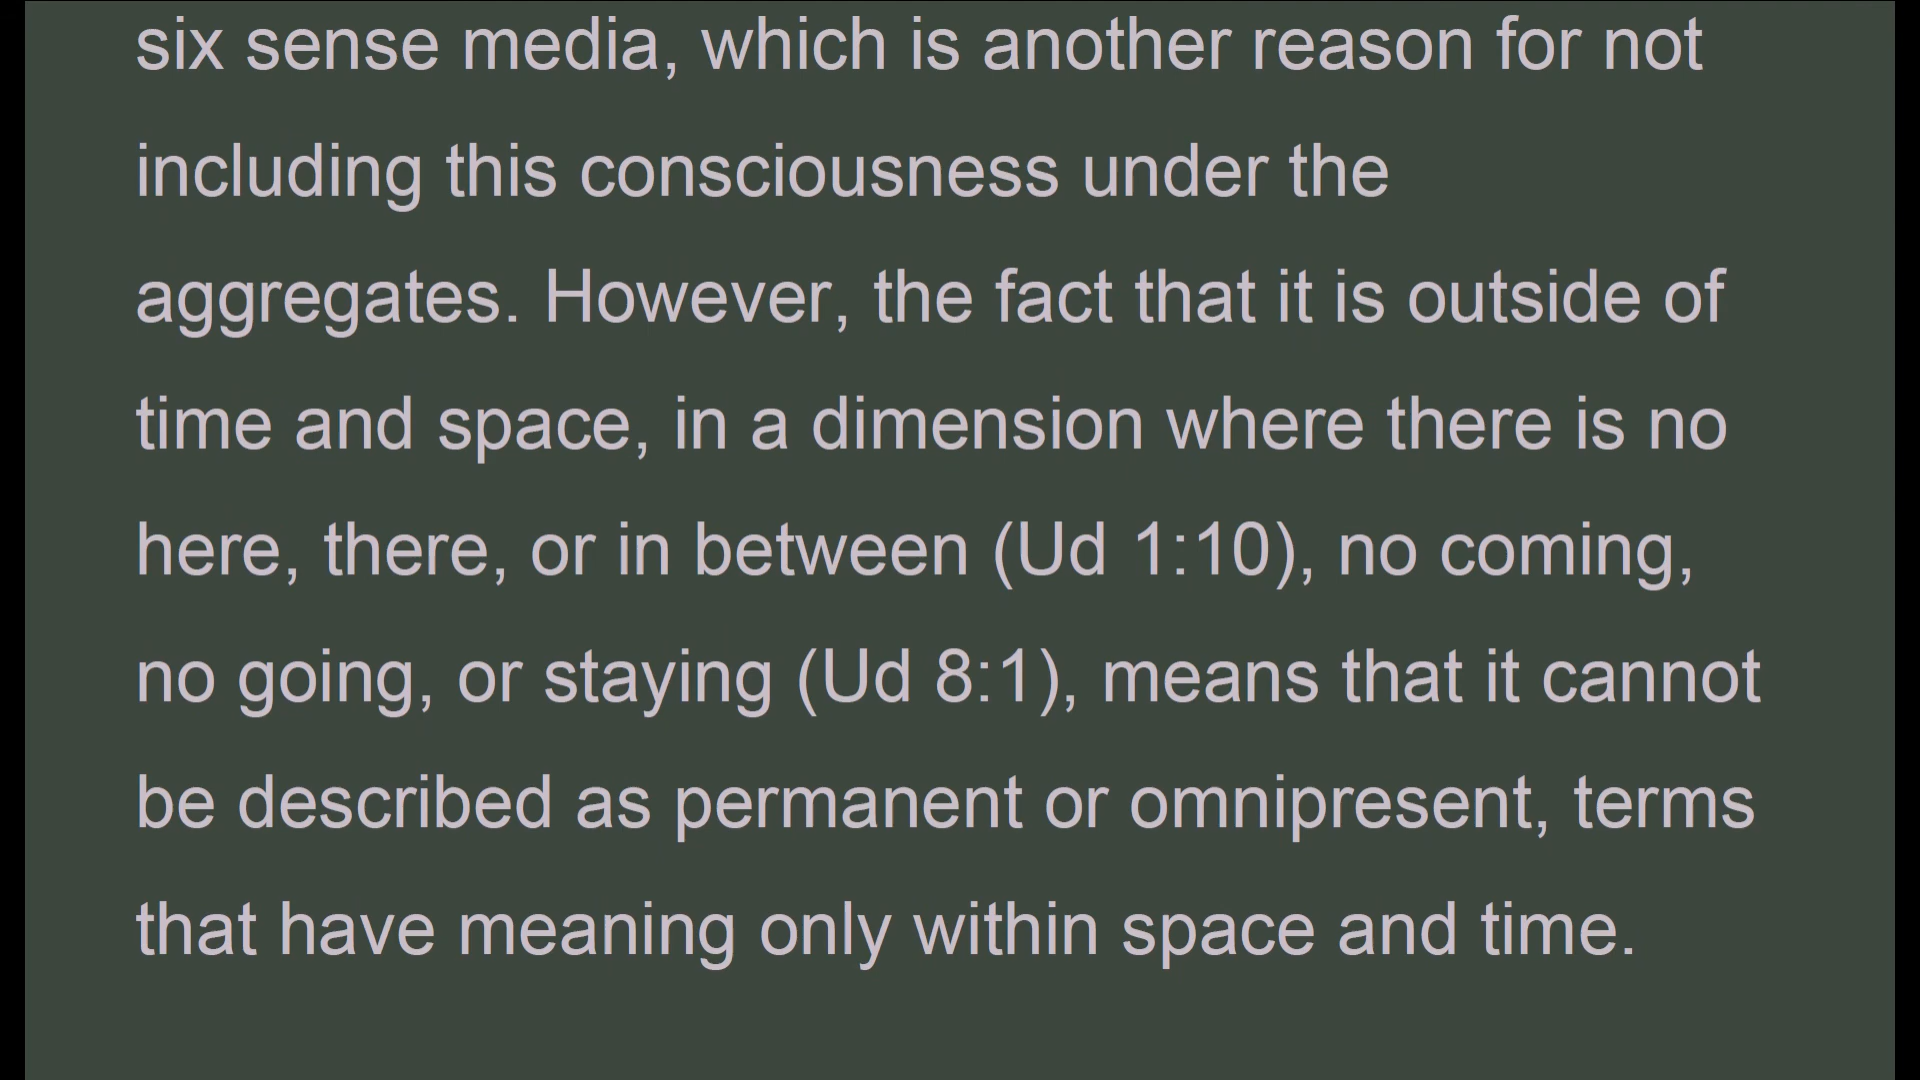 six sense media, which is another reason for not
including this consciousness under the
aggregates. However, the fact that it is outside of
time and space, in a dimension where there is no
here, there, or in between (Ud 1:10), no coming,
no going, or staying (Ud 8:1), means that it cannot
be described as permanent or omnipresent, terms
that have meaning only within space and time.